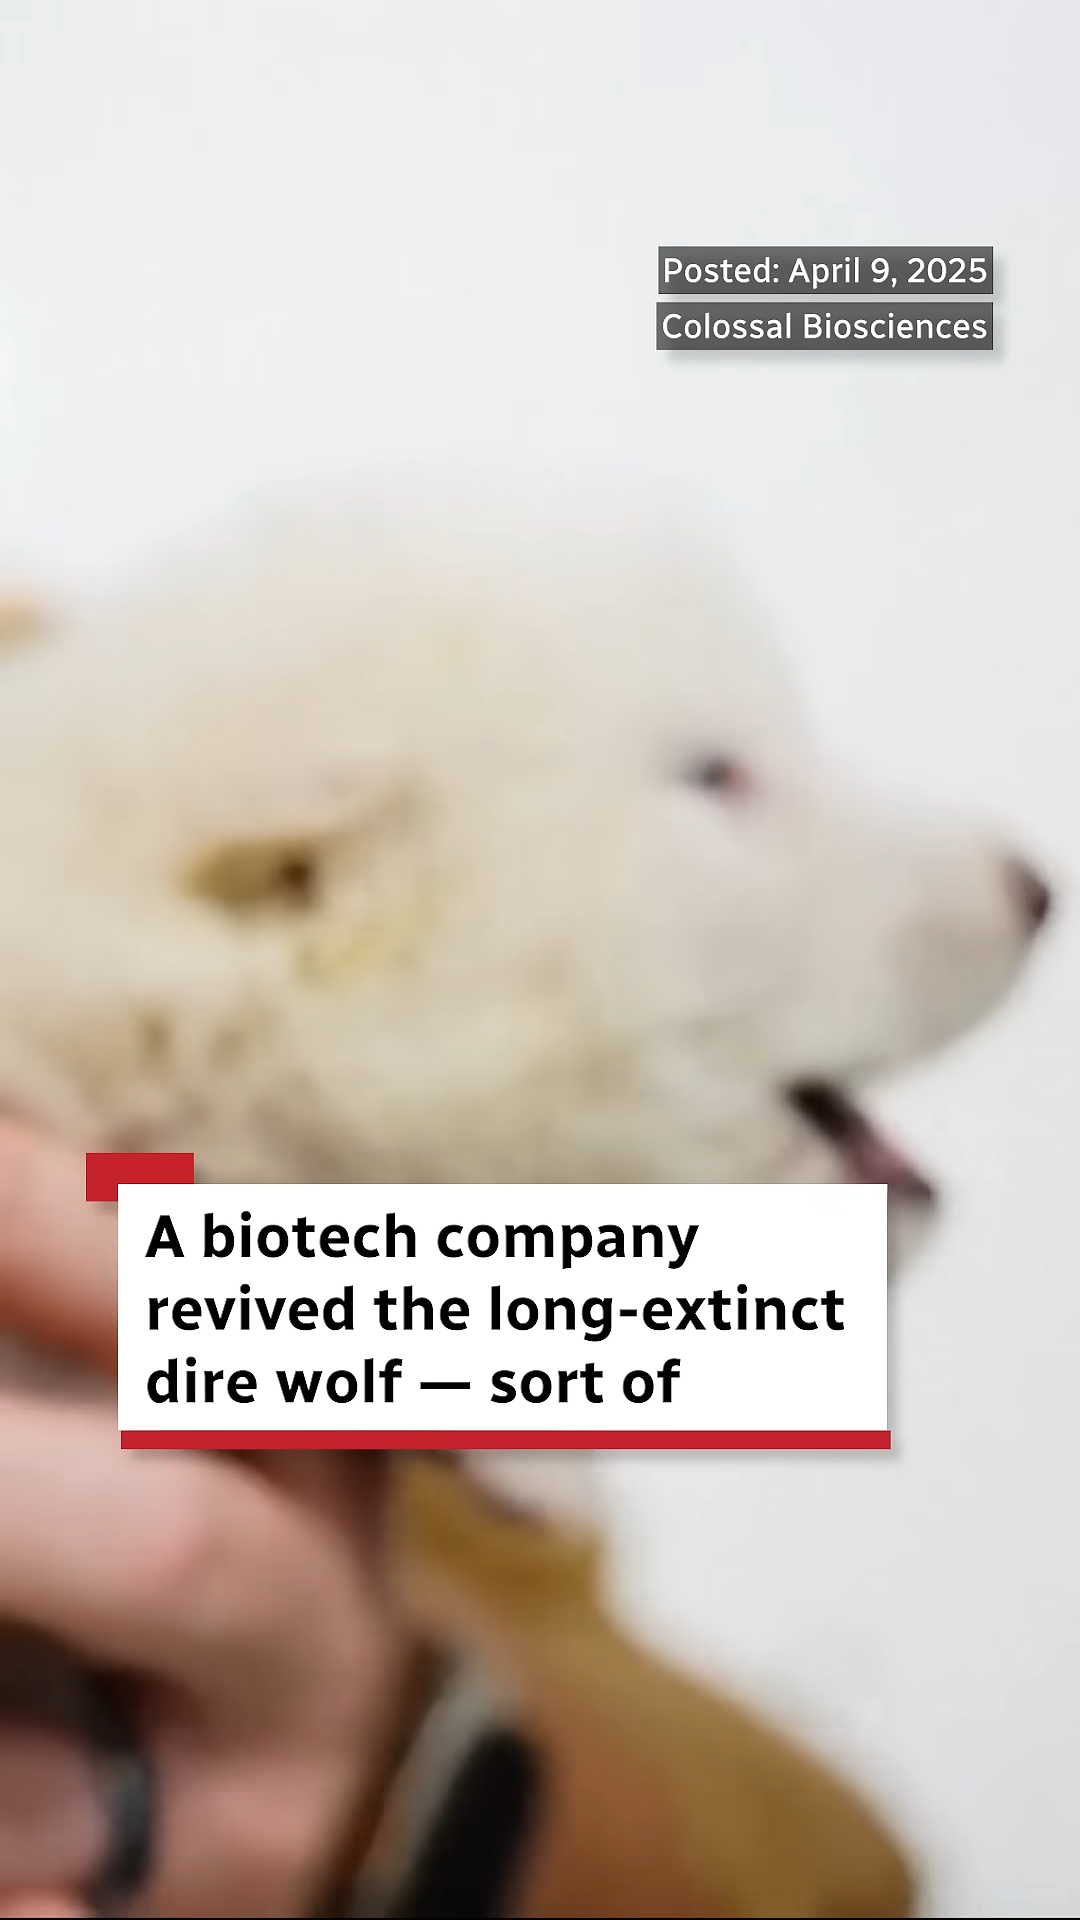 Posted: April 9, 2025
Colossal Biosciences
A biotech company
revived the long-extinct
dire wolf — sort of